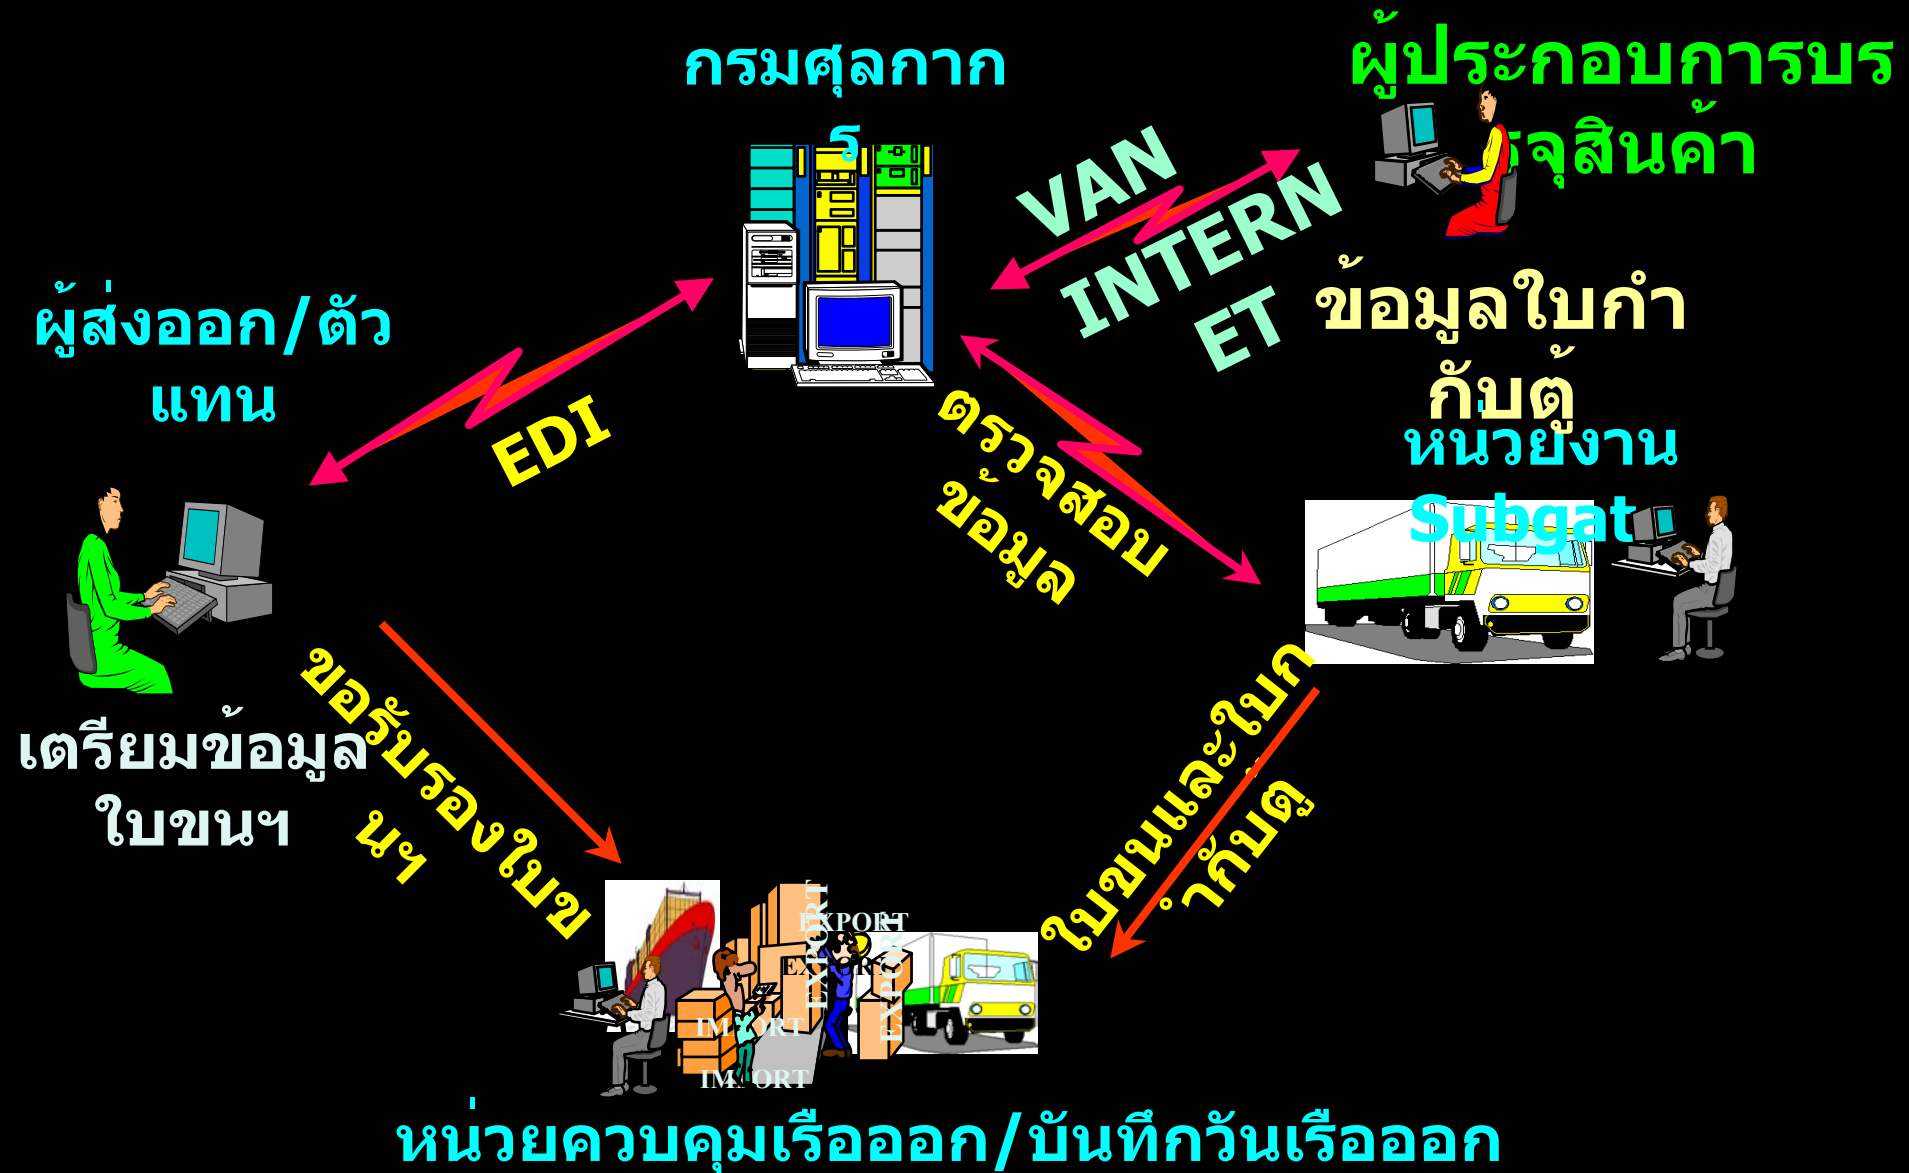 กรมศุลกาก
ร
ผู้ประกอบการบร
รจุสินค้า
VAN
INTERN
ET
ข้อมูลใบกำ
กับตู้
ผู้ส่งออก/ตัว
แทน
EDI
ตรวจสอบ
ข้อมูล
หน่วยงาน
Subgat
เตรียมข้อมูล
ใบขนฯ
ขอรับรองใบข
นฯ
ใบขนและใบก
ำกับตู้
EXPORT
EXPORT
EXPORT
EXPORT
IMPORT
IMPORT
หน่วยควบคุมเรือออก/บันทึกวันเรือออก